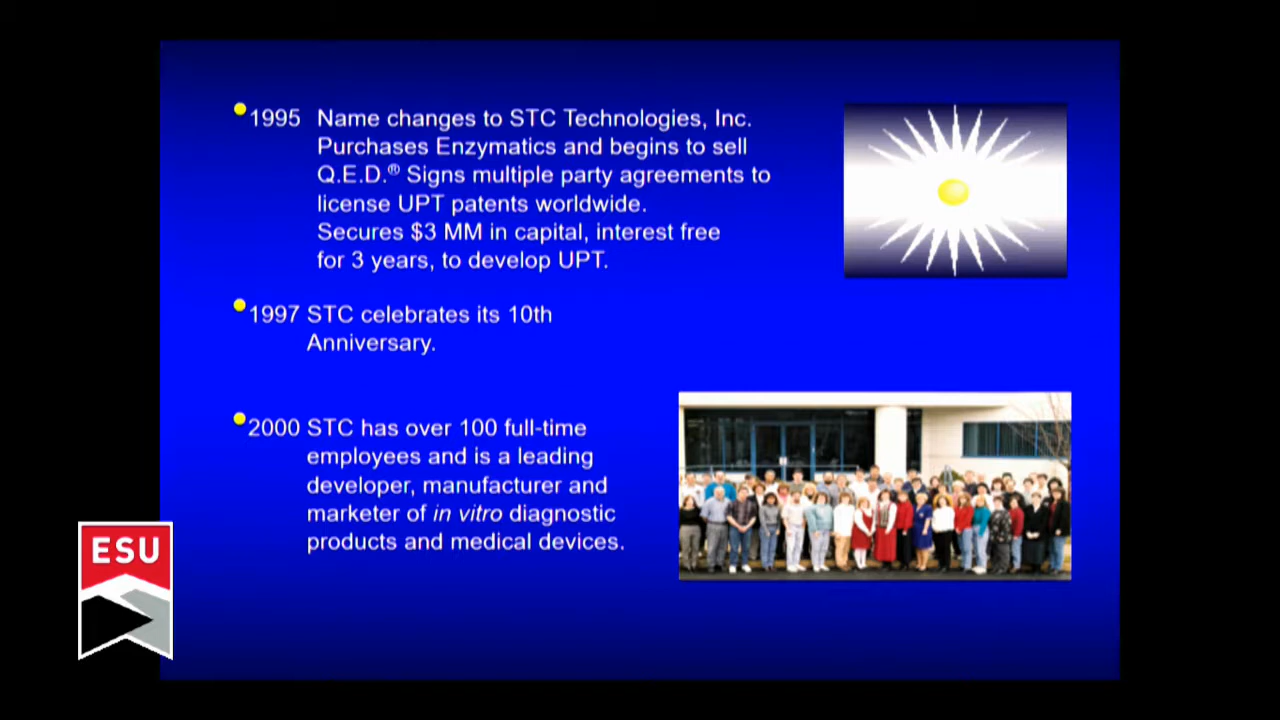 1995 Name changes to STC Technologies, Inc.
Purchases Enzymatics and begins to sell
Q.E.D.® Signs multiple party agreements to
license UPT patents worldwide.
Secures $3 MM in capital, interest free
for 3 years, to develop UPT.
1997 STC celebrates its 10th
Anniversary.
2000 STC has over 100 full-time
employees and is a leading
developer, manufacturer and
marketer of in vitro diagnostic
products and medical devices.
ESU